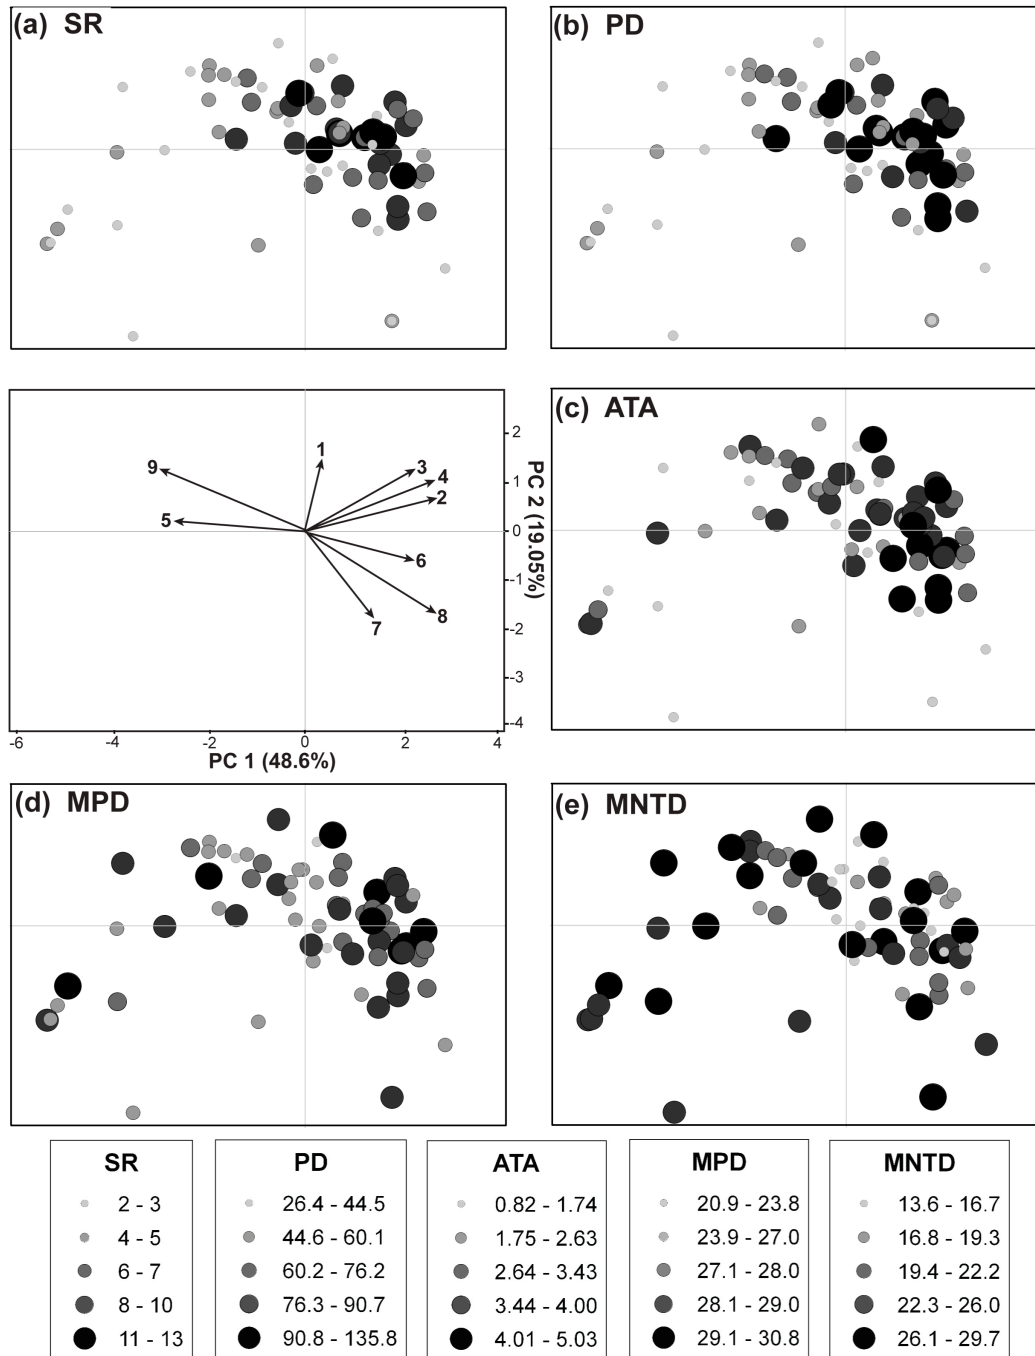 (a) SR
(b) PD
1
9
3
4
2
5
6
8
7
2
1
0
-1
-2
-3
-4
PC 2 (19.05%)
-6
-4
-2
0
2
4
PC 1 (48.6%)
(c) ATA
(d) MPD
(e) MNTD
SR
2 - 3
4 - 5
6 - 7
8 - 10
11 - 13
PD
26.4 - 44.5
44.6 - 60.1
60.2 - 76.2
76.3 - 90.7
90.8 - 135.8
ATA
0.82 - 1.74
1.75 - 2.63
2.64 - 3.43
3.44 - 4.00
4.01 - 5.03
MPD
20.9 - 23.8
23.9 - 27.0
27.1 - 28.0
28.1 - 29.0
29.1 - 30.8
MNTD
13.6 - 16.7
16.8 - 19.3
19.4 - 22.2
22.3 - 26.0
26.1 - 29.7